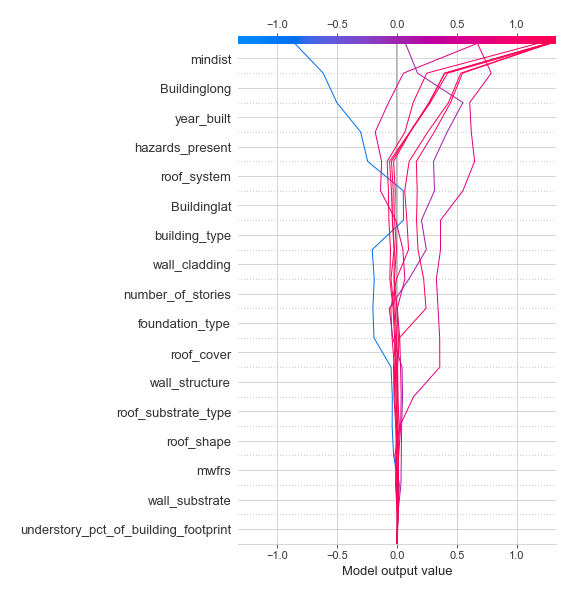 −1.0 −0.5 0.0 0.5 1.0
mindist
Buildinglong
year_built
hazards_present
roof_system
Buildinglat
building_type
wall_cladding
number_of_stories
foundation_type
roof_cover
wall_structure
roof_substrate_type
roof_shape
mwfrs
wall_substrate
understory_pct_of_building_footprint
−1.0 −0.5 0.0 0.5 1.0
Model output value